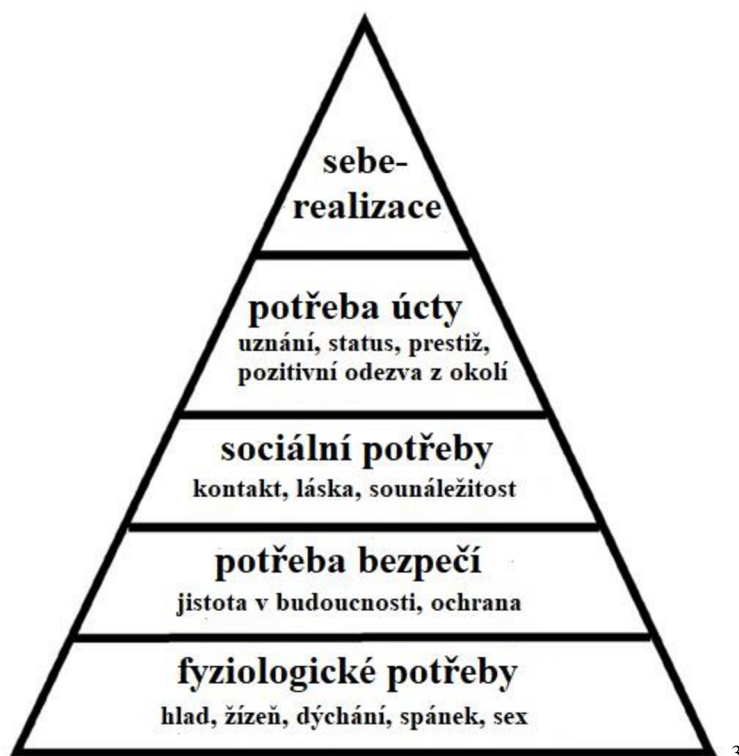 sebe-
realizace
potřeba úcty
uznání, status, prestiž,
pozitivní odezva z okolí
sociální potřeby
kontakt, láska, sounáležitost
potřeba bezpečí
jistota v budoucnosti, ochrana
fyziologické potřeby
hlad, žízeň, dýchání, spánek, sex
3